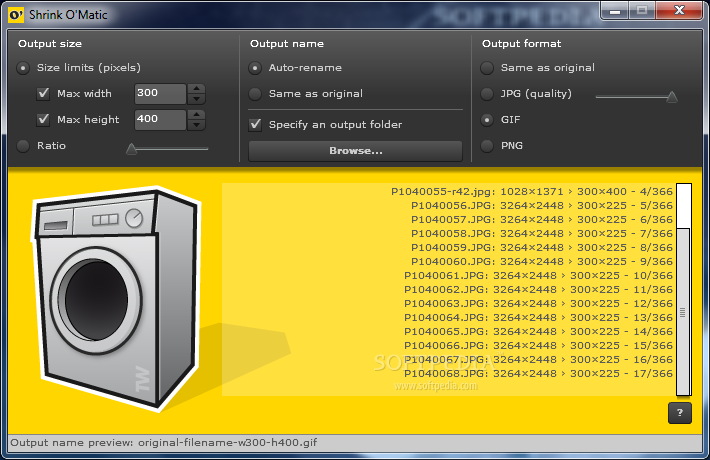 O' Shrink O'Matic
SOFTPEDIA
Output size
Size limits (pixels)
Max width 300
Max height 400
Ratio
Output name
Auto-rename
Same as original
Specify an output folder
Browse...
Output format
Same as original
JPG (quality)
GIF
PNG
P1040055-r42.jpg: 1028×1371 › 300×400 - 4/366
P1040056.JPG: 3264×2448 › 300×225 - 5/366
P1040057.JPG: 3264×2448 › 300×225 - 6/366
P1040058.JPG: 3264×2448 › 300×225 - 7/366
P1040059.JPG: 3264×2448 › 300×225 - 8/366
P1040060.JPG: 3264×2448 › 300×225 - 9/366
P1040061.JPG: 3264×2448 › 300×225 - 10/366
P1040062.JPG: 3264×2448 › 300×225 - 11/366
P1040063.JPG: 3264×2448 › 300×225 - 12/366
P1040064.JPG: 3264×2448 › 300×225 - 13/366
P1040065.JPG: 3264×2448 › 300×225 - 14/366
P1040066.JPG: 3264×2448 › 300×225 - 15/366
P1040067.JPG: 3264×2448 › 300×225 - 16/366
P1040068.JPG: 3264×2448 › 300×225 - 17/366
SOFTPEDIA
www.softpedia.com
TW
?
Output name preview: original-filename-w300-h400.gif